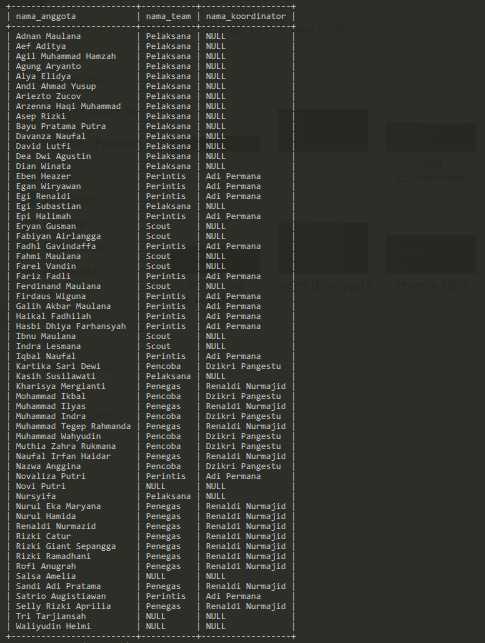 nama_anggota | nama_team | nama_koordinator
Adnan Maulana | Pelaksana | NULL
Aef Aditya | Pelaksana | NULL
Agil Muhammad Hamzah | Pelaksana | NULL
Agung Aryanto | Pelaksana | NULL
Alya Elidya | Pelaksana | NULL
Andi Ahmad Yusup | Pelaksana | NULL
Ariezto Zucov | Pelaksana | NULL
Arzenna Haqi Muhammad | Pelaksana | NULL
Asep Rizki | Pelaksana | NULL
Bayu Pratama Putra | Pelaksana | NULL
Davanza Naufal | Pelaksana | NULL
David Lutfi | Pelaksana | NULL
Dea Dwi Agustin | Pelaksana | NULL
Dian Winata | Pelaksana | NULL
Eben Heazer | Perintis | Adi Permana
Egan Wiryawan | Perintis | Adi Permana
Egi Renaldi | Perintis | Adi Permana
Egi Subastian | Pelaksana | NULL
Epi Halimah | Perintis | Adi Permana
Eryan Gusman | Scout | NULL
Fabiyan Airlangga | Scout | NULL
Fadhl Gavindaffa | Perintis | Adi Permana
Fahmi Maulana | Scout | NULL
Farel Vandin | Scout | NULL
Fariz Fadli | Perintis | Adi Permana
Ferdinand Maulana | Scout | NULL
Firdaus Wiguna | Perintis | Adi Permana
Galih Akbar Maulana | Perintis | Adi Permana
Haikal Fadhilah | Perintis | Adi Permana
Hasbi Dhiya Farhansyah | Perintis | Adi Permana
Ibnu Maulana | Scout | NULL
Indra Lesmana | Scout | NULL
Iqbal Naufal | Perintis | Adi Permana
Kartika Sari Dewi | Pencoba | Dzikri Pangestu
Kasih Susilawati | Pelaksana | NULL
Kharisya Mergianti | Penegas | Renaldi Nurmajid
Mohammad Ikbal | Pencoba | Dzikri Pangestu
Muhammad Ilyas | Penegas | Renaldi Nurmajid
Muhammad Indra | Pencoba | Dzikri Pangestu
Muhammad Tegep Rahmanda | Penegas | Renaldi Nurmajid
Muhammad Wahyudin | Pencoba | Dzikri Pangestu
Muthia Zahra Rukmana | Pencoba | Dzikri Pangestu
Naufal Irfan Haidar | Penegas | Renaldi Nurmajid
Nazwa Anggina | Pencoba | Dzikri Pangestu
Novaliza Putri | Perintis | Adi Permana
Novi Putri | NULL | NULL
Nursyifa | Pelaksana | NULL
Nurul Eka Maryana | Penegas | Renaldi Nurmajid
Nurul Hamida | Penegas | Renaldi Nurmajid
Renaldi Nurmazid | Penegas | Renaldi Nurmajid
Rizki Catur | Penegas | Renaldi Nurmajid
Rizki Giant Sepangga | Penegas | Renaldi Nurmajid
Rizki Ramadhani | Penegas | Renaldi Nurmajid
Rofi Anugrah | Penegas | Renaldi Nurmajid
Salsa Amelia | NULL | NULL
Sandi Adi Pratama | Penegas | Renaldi Nurmajid
Satrio Augistiawan | Perintis | Adi Permana
Selly Rizki Aprilia | Penegas | Renaldi Nurmajid
Tri Tarjiansah | NULL | NULL
Waliyudin Helmi | NULL | NULL